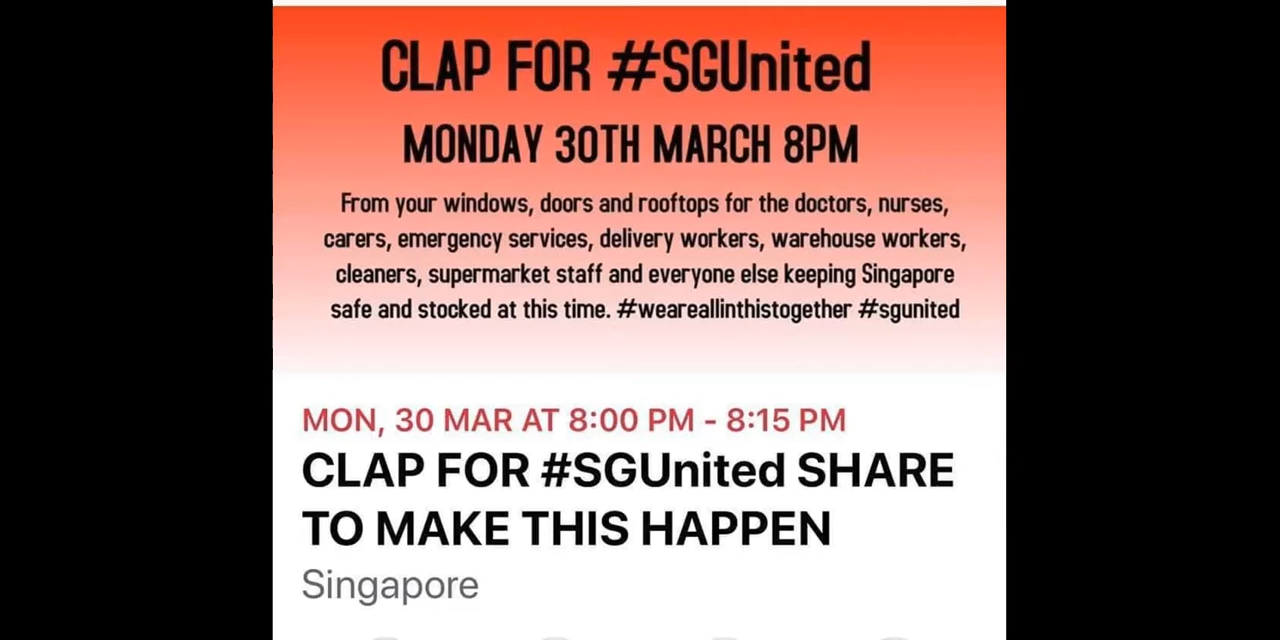 CLAP FOR #SGUnited
MONDAY 30TH MARCH 8PM
From your windows, doors and rooftops for the doctors, nurses,
carers, emergency services, delivery workers, warehouse workers,
cleaners, supermarket staff and everyone else keeping Singapore
safe and stocked at this time. #weareallinthistogether #sgunited
MON, 30 MAR AT 8:00 PM - 8:15 PM
CLAP FOR #SGUnited SHARE
TO MAKE THIS HAPPEN
Singapore